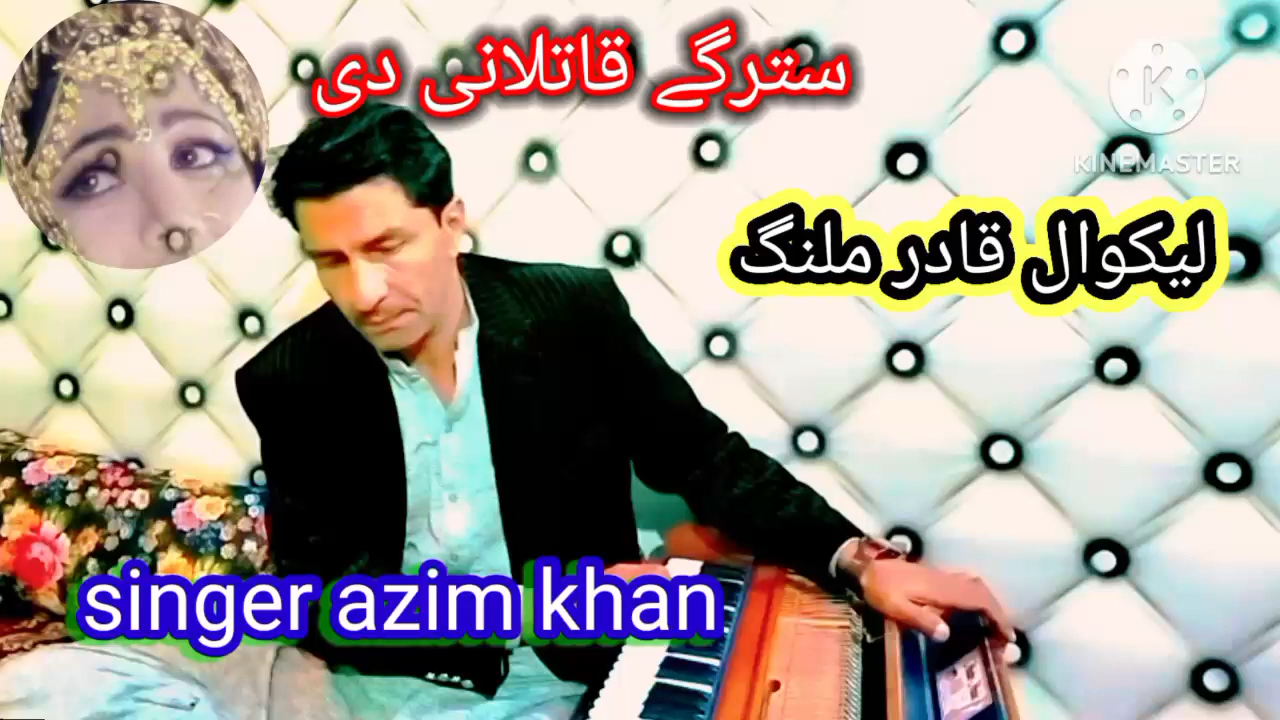 سترگے قاتلانی دی
K
KINEMASTER
لیکوال قادر ملنگ
singer azim khan